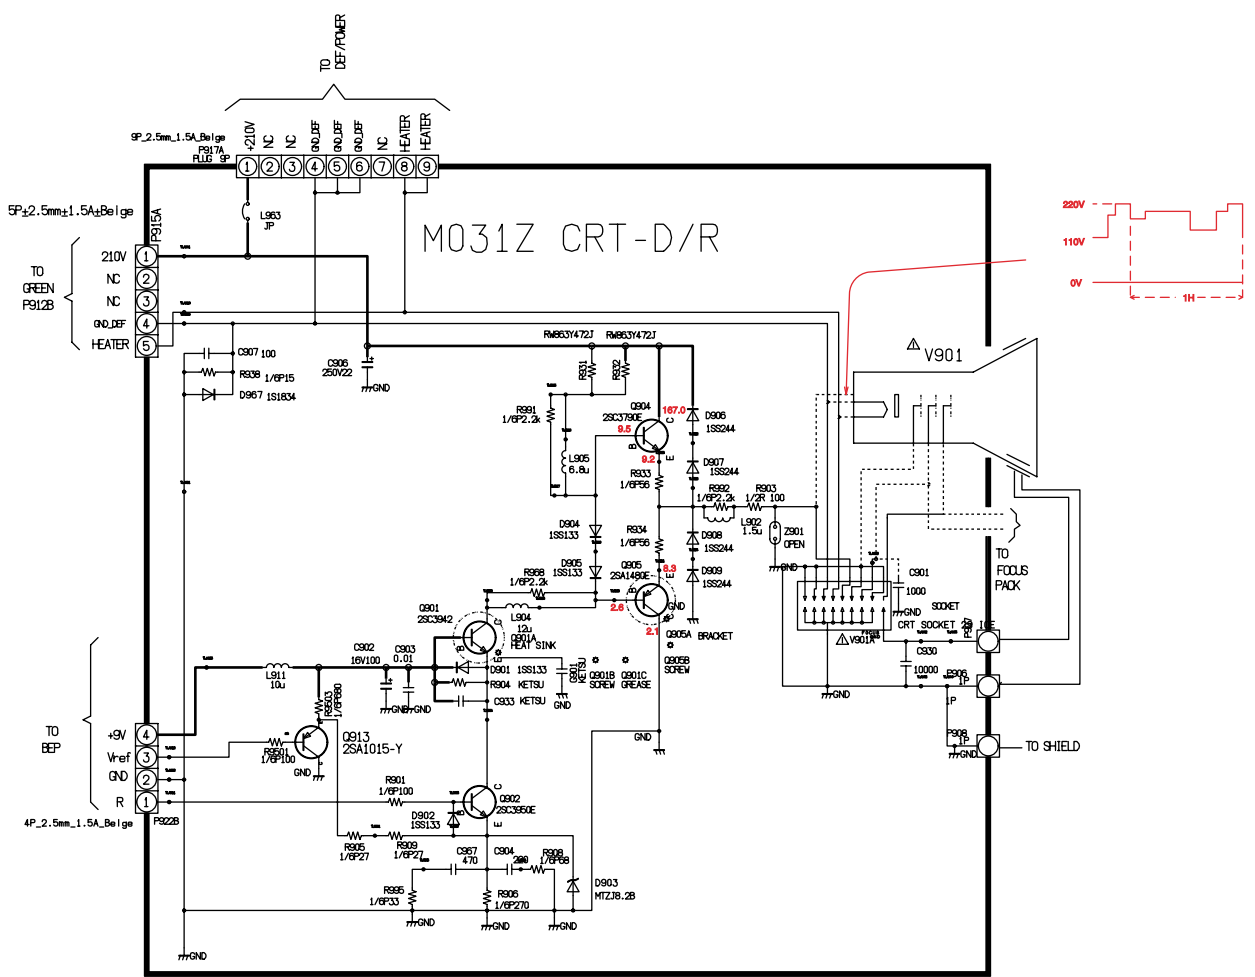 TO
DEF/POWER
9P_2.5mm_1.5A_Beige
P917A
PLUG 9P
+210V
NC
NC
GND_DEF
GND_DEF
GND_DEF
NC
HEATER
HEATER
1 2 3 4 5 6 7 8 9
5P±2.5mm±1.5A±Beige
P915A
L963
JP
M031Z CRT-D/R
TO
GREEN
P912B
210V 1
NC 2
NC 3
GND_DEF 4
HEATER 5
220V
110V
0V
1H
C907 100
R938 1/6P15
D967 1S1834
C906
250V22
GND
RW863Y472J RW863Y472J
R931
R932
R991
1/6P2.2k
L905
6.8u
Q904
2SC3790E
167.0
9.5
9.2
B
C
E
D906
1SS244
D907
1SS244
R933
1/6P56
R992
1/6P2.2k
R903
1/2R 100
L902
1.5u
Z901
OPEN
GND
V901
D904
1SS133
D905
1SS133
R934
1/6P56
D908
1SS244
D909
1SS244
Q905
2SA1480E
8.3
2.6
2.1
B
E
GND
Q905A BRACKET
Q905B
SCREW
R968
1/6P2.2k
L904
12u
Q901
2SC3942
Q901A
HEAT SINK
B
C
E
D901 1SS133
R904 KETSU
C933 KETSU
C901
KETSU
GND
Q901B
SCREW
Q901C
GREASE
C902
16V100
C903
0.01
GND
GND
L911
10u
R9503
1/6P680
TO
FOCUS
PACK
C901
1000
GND
SOCKET
CRT SOCKET
V901A
FOCUS
GND
C930
10000
P906
1P
1P
P908
1P
GND
TO SHIELD
GND
TO
BEP
+9V 4
Vref 3
GND 2
R 1
4P_2.5mm_1.5A_Beige
P922B
R9501
1/6P100
Q913
2SA1015-Y
GND
GND
R901
1/6P100
Q902
2SC3950E
B
C
E
D902
1SS133
R905
1/6P27
R909
1/6P27
C967
470
C904
R908
1/6P68
R995
1/6P33
R906
1/6P270
D903
MTZJ8.2B
GND
GND
GND
GND